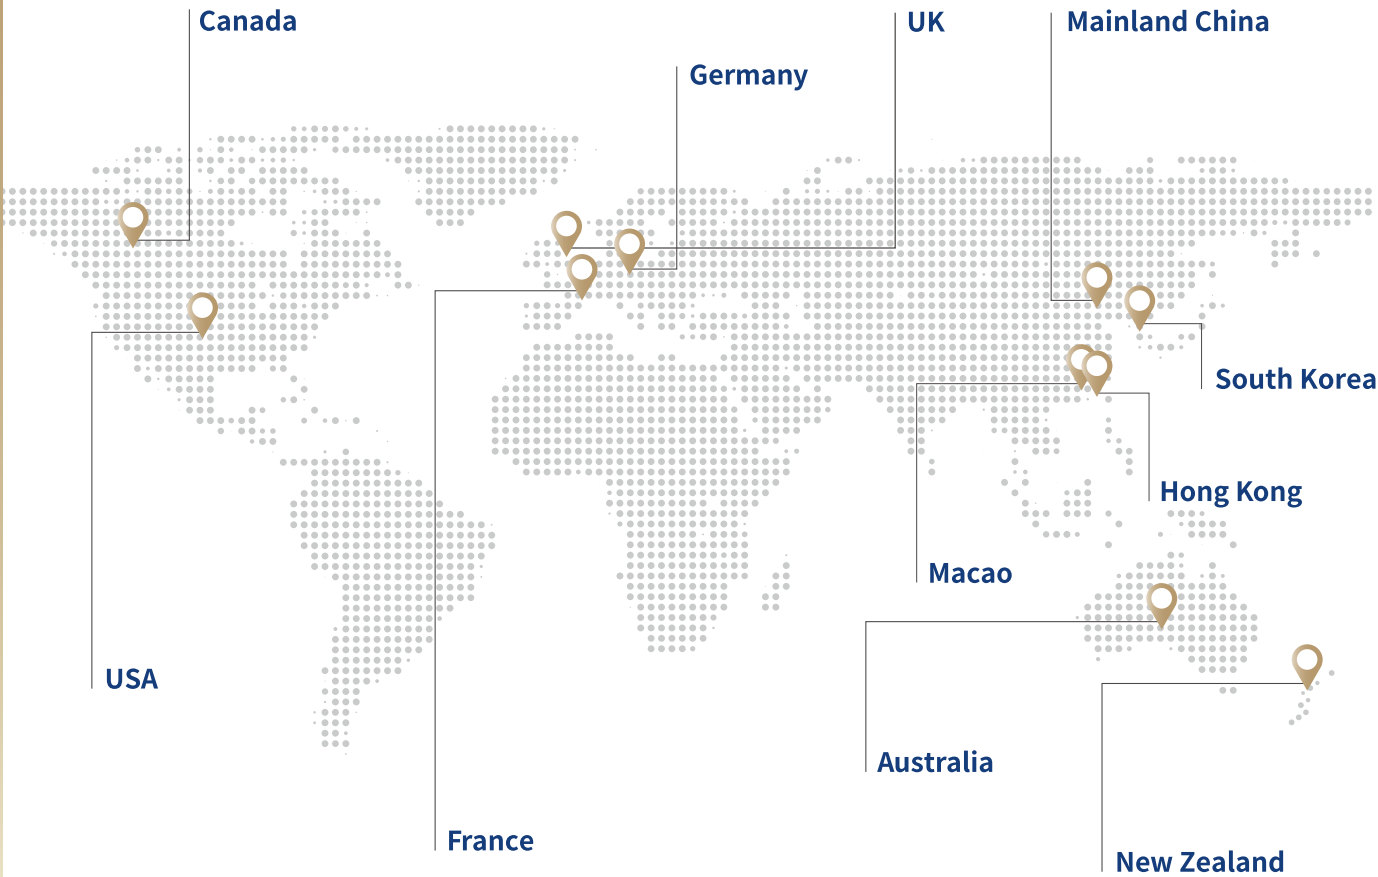 Canada
UK
Mainland China
Germany
South Korea
Hong Kong
Macao
USA
Australia
France
New Zealand